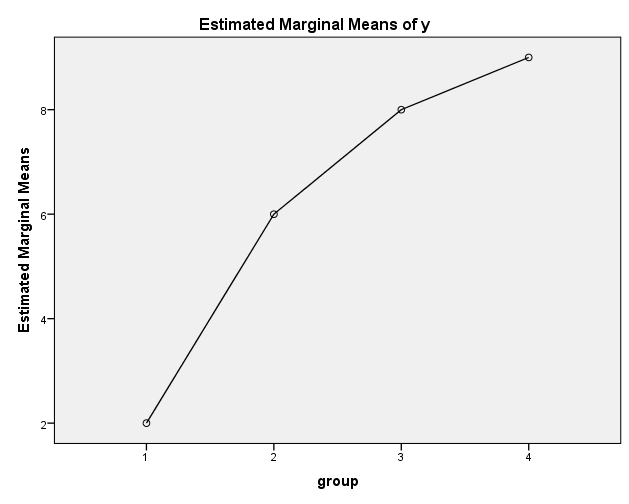 Estimated Marginal Means of y
Estimated Marginal Means
8
6
4
2
1 2 3 4
group